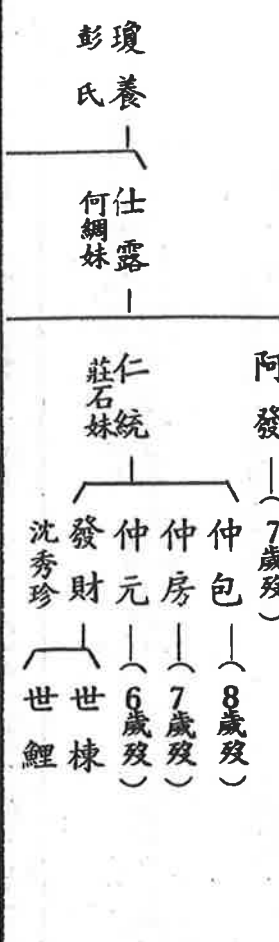 瓊養
彭氏
仕露
何綢妹
阿發(7歲歿)
仁統
莊石妹
仲包(8歲歿)
仲房(7歲歿)
仲元(6歲歿)
發財
沈秀珍
世棟
世鯉